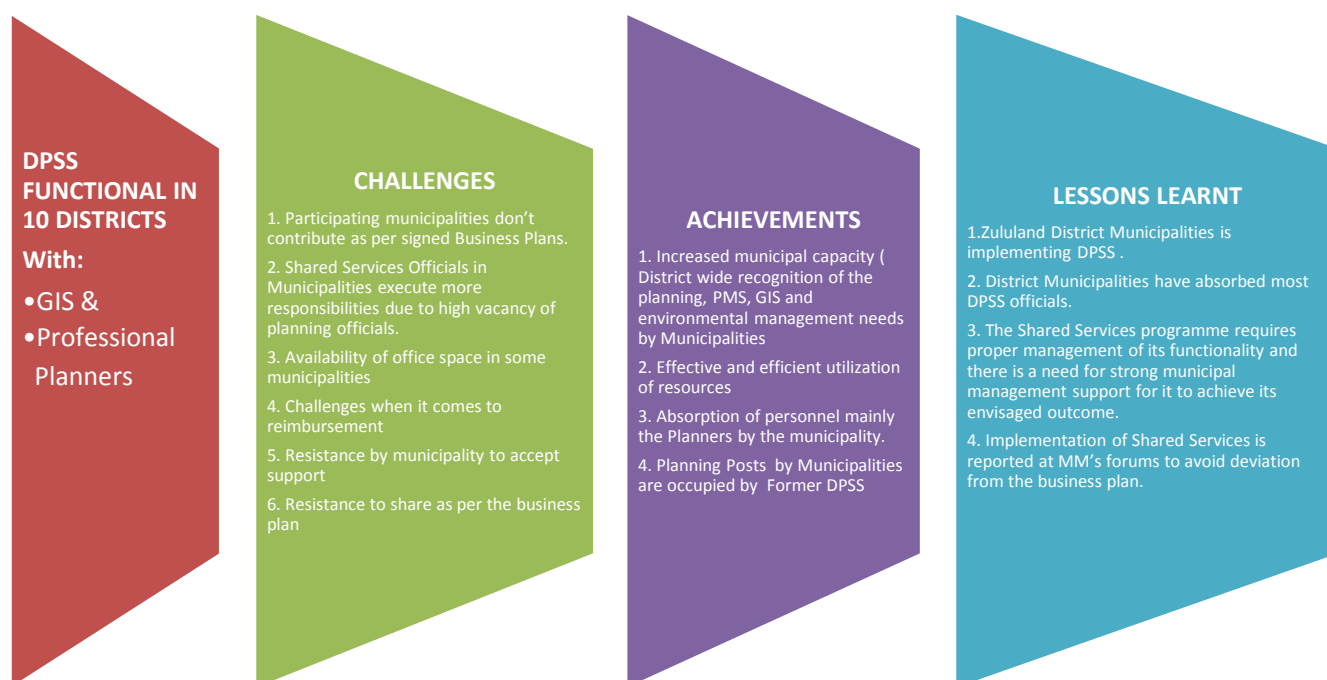 DPSS
FUNCTIONAL IN
10 DISTRICTS
With:
•GIS &
•Professional
Planners
CHALLENGES
1. Participating municipalities don’t
contribute as per signed Business Plans.
2. Shared Services Officials in
Municipalities execute more
responsibilities due to high vacancy of
planning officials.
3. Availability of office space in some
municipalities
4. Challenges when it comes to
reimbursement
5. Resistance by municipality to accept
support
6. Resistance to share as per the business
plan
ACHIEVEMENTS
1. Increased municipal capacity (
District wide recognition of the
planning, PMS, GIS and
environmental management needs
by Municipalities
2. Effective and efficient utilization
of resources
3. Absorption of personnel mainly
the Planners by the municipality.
4. Planning Posts by Municipalities
are occupied by Former DPSS
LESSONS LEARNT
1.Zululand District Municipalities is
implementing DPSS .
2. District Municipalities have absorbed most
DPSS officials.
3. The Shared Services programme requires
proper management of its functionality and
there is a need for strong municipal
management support for it to achieve its
envisaged outcome.
4. Implementation of Shared Services is
reported at MM’s forums to avoid deviation
from the business plan.